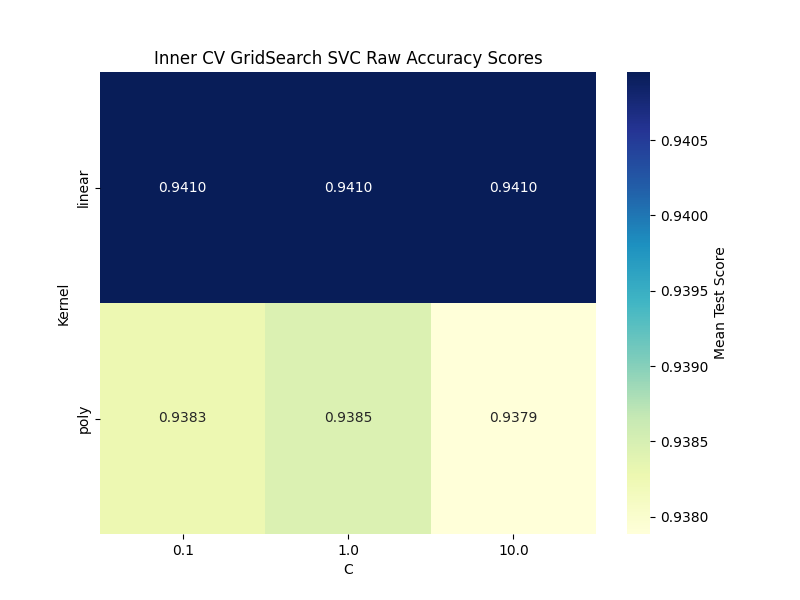 Inner CV GridSearch SVC Raw Accuracy Scores
linear
0.9410 0.9410 0.9410
Kernel
poly
0.9383 0.9385 0.9379
0.1 1.0 10.0
C
0.9405
0.9400
0.9395
0.9390
0.9385
0.9380
Mean Test Score